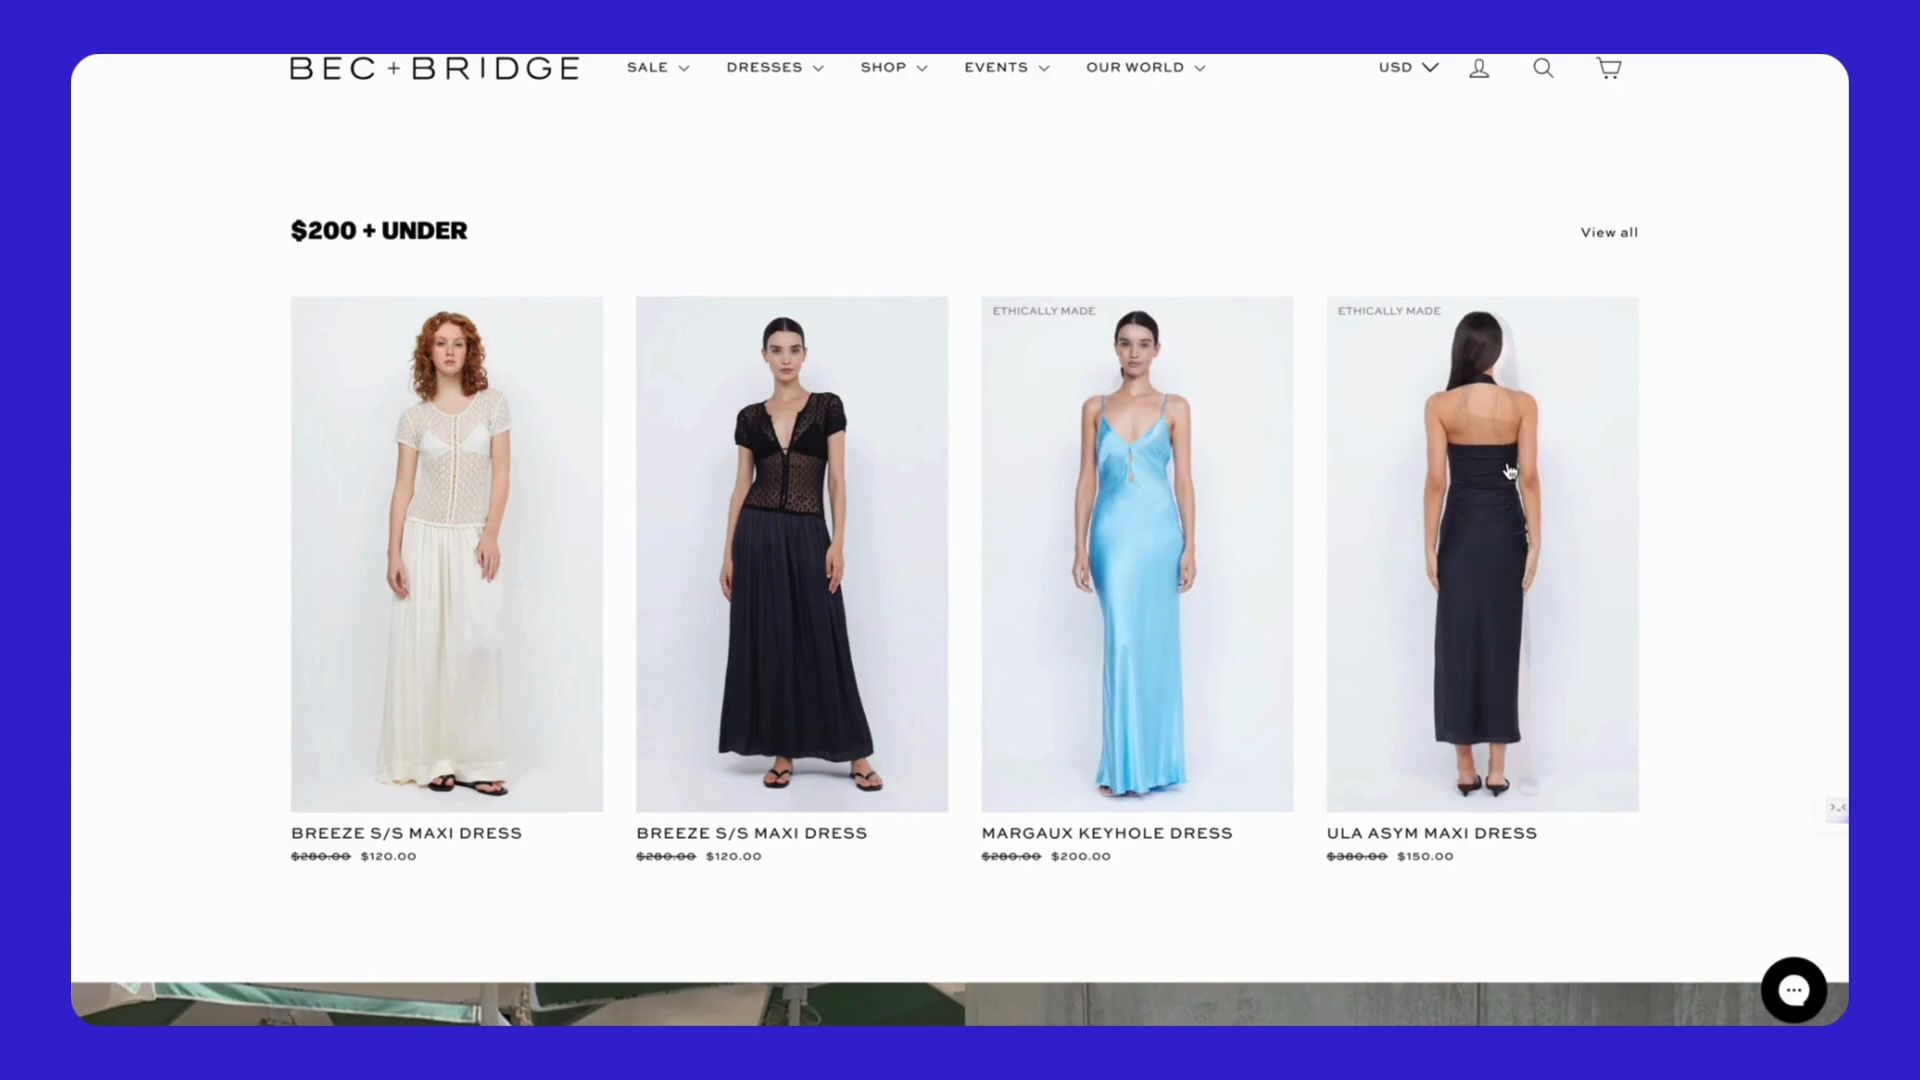 BEC + BRIDGE SALE DRESSES SHOP EVENTS OUR WORLD USD
$200 + UNDER View all
ETHICALLY MADE ETHICALLY MADE
BREEZE S/S MAXI DRESS BREEZE S/S MAXI DRESS MARGAUX KEYHOLE DRESS ULA ASYM MAXI DRESS
$280.00 $120.00 $280.00 $120.00 $280.00 $200.00 $380.00 $150.00